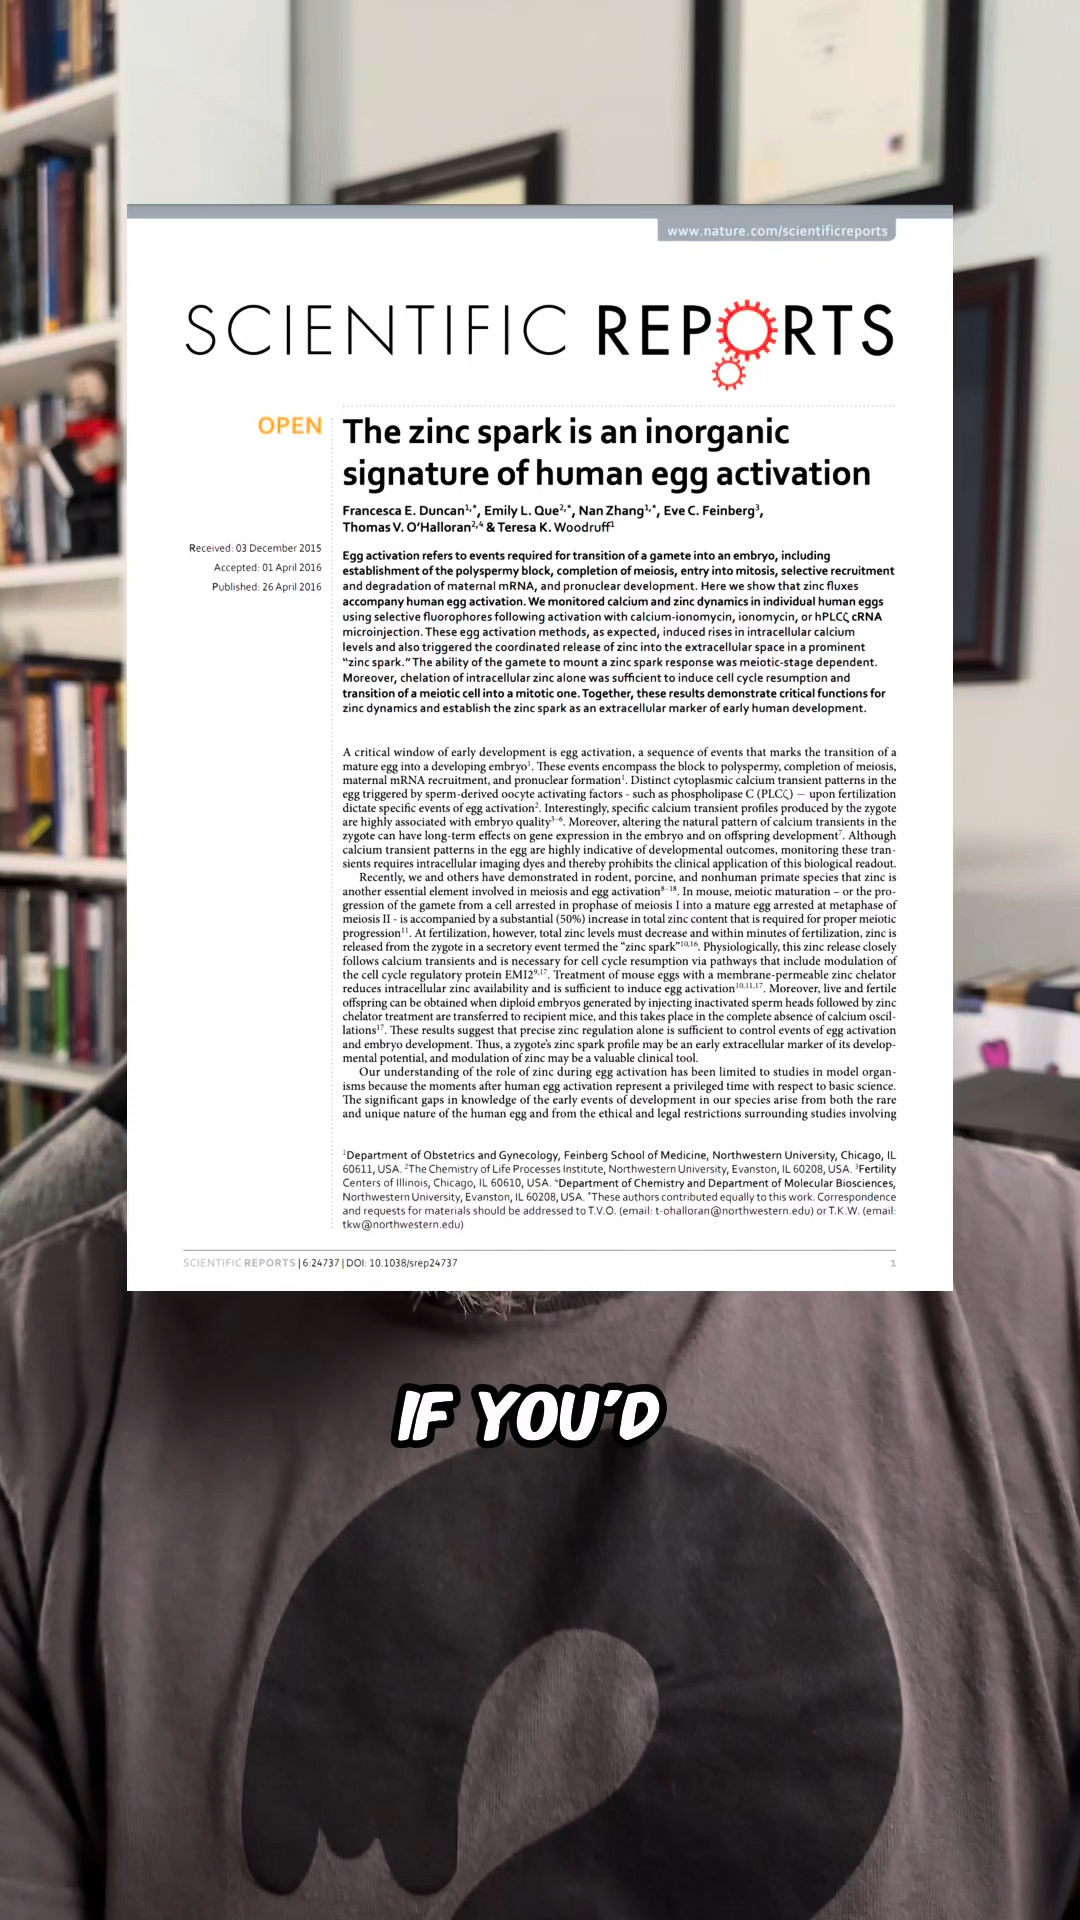 www.nature.com/scientificreports
SCIENTIFIC REPORTS
OPEN
The zinc spark is an inorganic
signature of human egg activation
Francesca E. Duncan1,*, Emily L. Que2,*, Nan Zhang1,*, Eve C. Feinberg3,
Thomas V. O'Halloran2,4 & Teresa K. Woodruff1
Received: 03 December 2015
Accepted: 01 April 2016
Published: 26 April 2016
Egg activation refers to events required for transition of a gamete into an embryo, including
establishment of the polyspermy block, completion of meiosis, entry into mitosis, selective recruitment
and degradation of maternal mRNA, and pronuclear development. Here we show that zinc fluxes
accompany human egg activation. We monitored calcium and zinc dynamics in individual human eggs
using selective fluorophores following activation with calcium-ionomycin, ionomycin, or hPLCζ cRNA
microinjection. These egg activation methods, as expected, induced rises in intracellular calcium
levels and also triggered the coordinated release of zinc into the extracellular space in a prominent
“zinc spark.” The ability of the gamete to mount a zinc spark response was meiotic-stage dependent.
Moreover, chelation of intracellular zinc alone was sufficient to induce cell cycle resumption and
transition of a meiotic cell into a mitotic one. Together, these results demonstrate critical functions for
zinc dynamics and establish the zinc spark as an extracellular marker of early human development.
A critical window of early development is egg activation, a sequence of events that marks the transition of a
mature egg into a developing embryo1. These events encompass the block to polyspermy, completion of meiosis,
maternal mRNA recruitment, and pronuclear formation1. Distinct cytoplasmic calcium transient patterns in the
egg triggered by sperm-derived oocyte activating factors - such as phospholipase C (PLCζ) – upon fertilization
dictate specific events of egg activation2. Interestingly, specific calcium transient profiles produced by the zygote
are highly associated with embryo quality3–6. Moreover, altering the natural pattern of calcium transients in the
zygote can have long-term effects on gene expression in the embryo and on offspring development7. Although
calcium transient patterns in the egg are highly indicative of developmental outcomes, monitoring these tran-
sients requires intracellular imaging dyes and thereby prohibits the clinical application of this biological readout.
Recently, we and others have demonstrated in rodent, porcine, and nonhuman primate species that zinc is
another essential element involved in meiosis and egg activation8–18. In mouse, meiotic maturation – or the pro-
gression of the gamete from a cell arrested in prophase of meiosis I into a mature egg arrested at metaphase of
meiosis II - is accompanied by a substantial (50%) increase in total zinc content that is required for proper meiotic
progression11. At fertilization, however, total zinc levels must decrease and within minutes of fertilization, zinc is
released from the zygote in a secretory event termed the “zinc spark”10,16. Physiologically, this zinc release closely
follows calcium transients and is necessary for cell cycle resumption via pathways that include modulation of
the cell cycle regulatory protein EMI29,17. Treatment of mouse eggs with a membrane-permeable zinc chelator
reduces intracellular zinc availability and is sufficient to induce egg activation10,11,17. Moreover, live and fertile
offspring can be obtained when diploid embryos generated by injecting inactivated sperm heads followed by zinc
chelator treatment are transferred to recipient mice, and this takes place in the complete absence of calcium oscil-
lations17. These results suggest that precise zinc regulation alone is sufficient to control events of egg activation
and embryo development. Thus, a zygote's zinc spark profile may be an early extracellular marker of its develop-
mental potential, and modulation of zinc may be a valuable clinical tool.
Our understanding of the role of zinc during egg activation has been limited to studies in model organ-
isms because the moments after human egg activation represent a privileged time with respect to basic science.
The significant gaps in knowledge of the early events of development in our species arise from both the rare
and unique nature of the human egg and from the ethical and legal restrictions surrounding studies involving
1Department of Obstetrics and Gynecology, Feinberg School of Medicine, Northwestern University, Chicago, IL
60611, USA. 2The Chemistry of Life Processes Institute, Northwestern University, Evanston, IL 60208, USA. 3Fertility
Centers of Illinois, Chicago, IL 60610, USA. 4Department of Chemistry and Department of Molecular Biosciences,
Northwestern University, Evanston, IL 60208, USA. *These authors contributed equally to this work. Correspondence
and requests for materials should be addressed to T.V.O. (email: t-ohalloran@northwestern.edu) or T.K.W. (email:
tkw@northwestern.edu)
SCIENTIFIC REPORTS | 6:24737 | DOI: 10.1038/srep24737
1
IF YOU'D